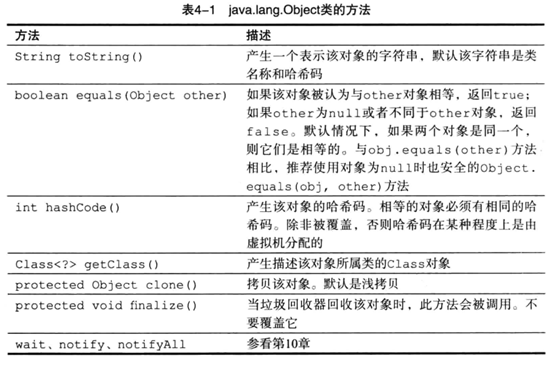 表4-1 java.lang.Object类的方法
方法 描述
String toString() 产生一个表示该对象的字符串，默认该字符串是类
名称和哈希码
boolean equals(Object other) 如果该对象被认为与other对象相等，返回true；
如果other为null或者不同于other对象，返回
false。默认情况下，如果两个对象是同一个，
则它们是相等的。与obj.equals(other)方法
相比，推荐使用对象为null时也安全的Object.
equals(obj, other)方法
int hashCode() 产生该对象的哈希码。相等的对象必须有相同的哈
希码。除非被覆盖，否则哈希码在某种程度上是由
虚拟机分配的
Class<?> getClass() 产生描述该对象所属类的Class对象
protected Object clone() 拷贝该对象。默认是浅拷贝
protected void finalize() 当垃圾回收器回收该对象时，此方法会被调用。不
要覆盖它
wait、notify、notifyAll 参看第10章